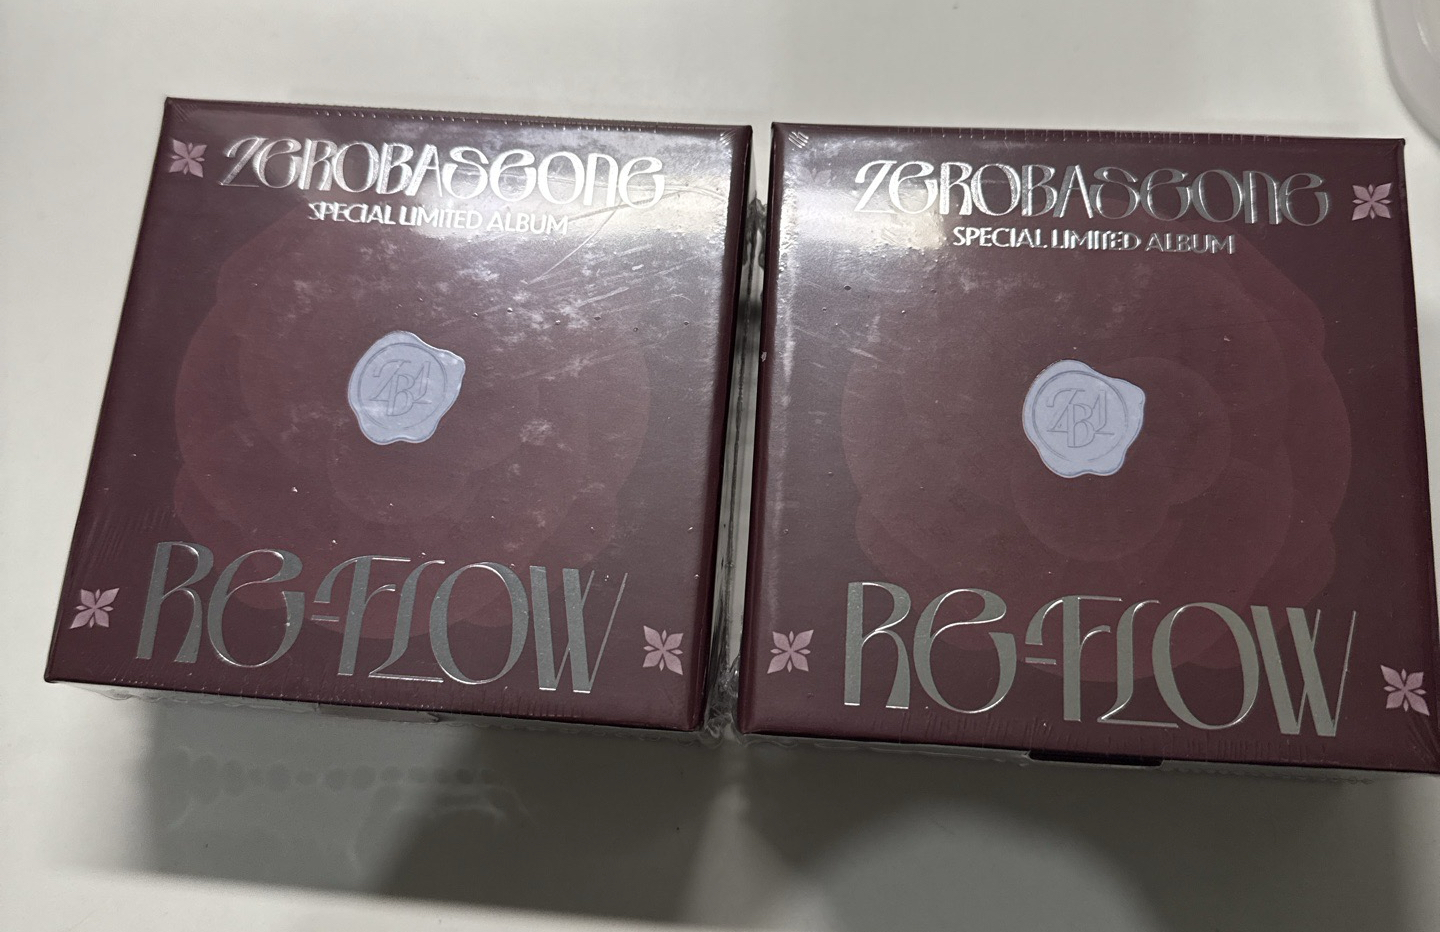 ZEROBASEONE
SPECIAL LIMITED ALBUM
ZB1
RE-FLOW
ZEROBASEONE
SPECIAL LIMITED ALBUM
ZB1
RE-FLOW